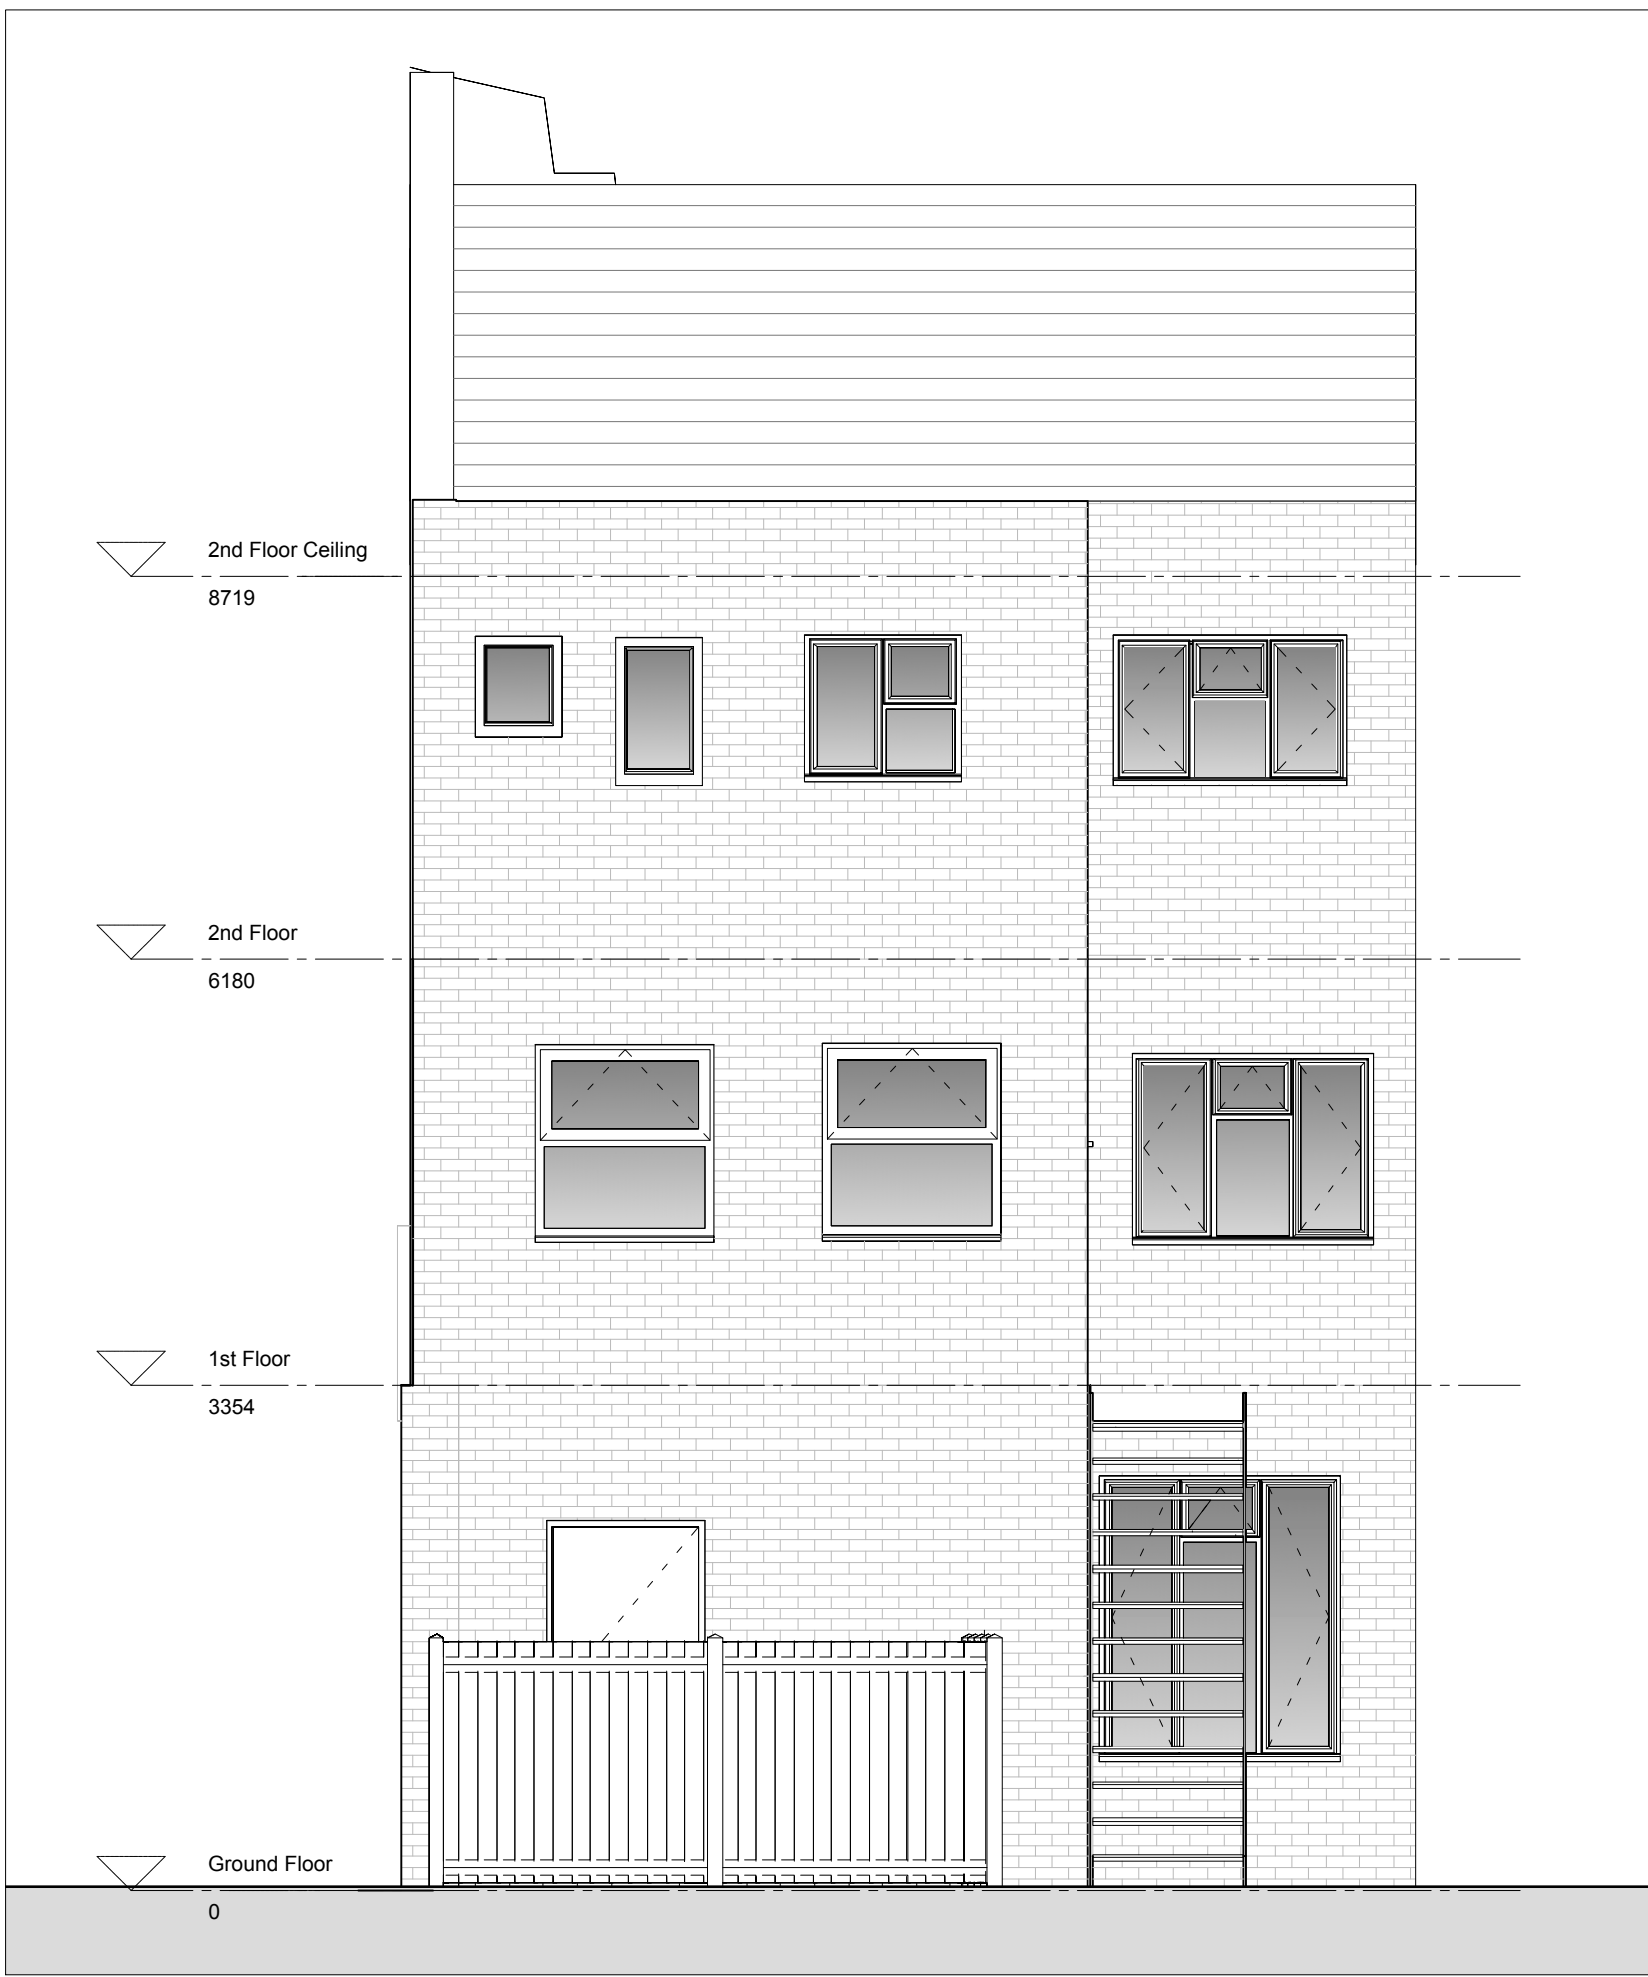 2nd Floor Ceiling
8719
2nd Floor
6180
1st Floor
3354
Ground Floor
0